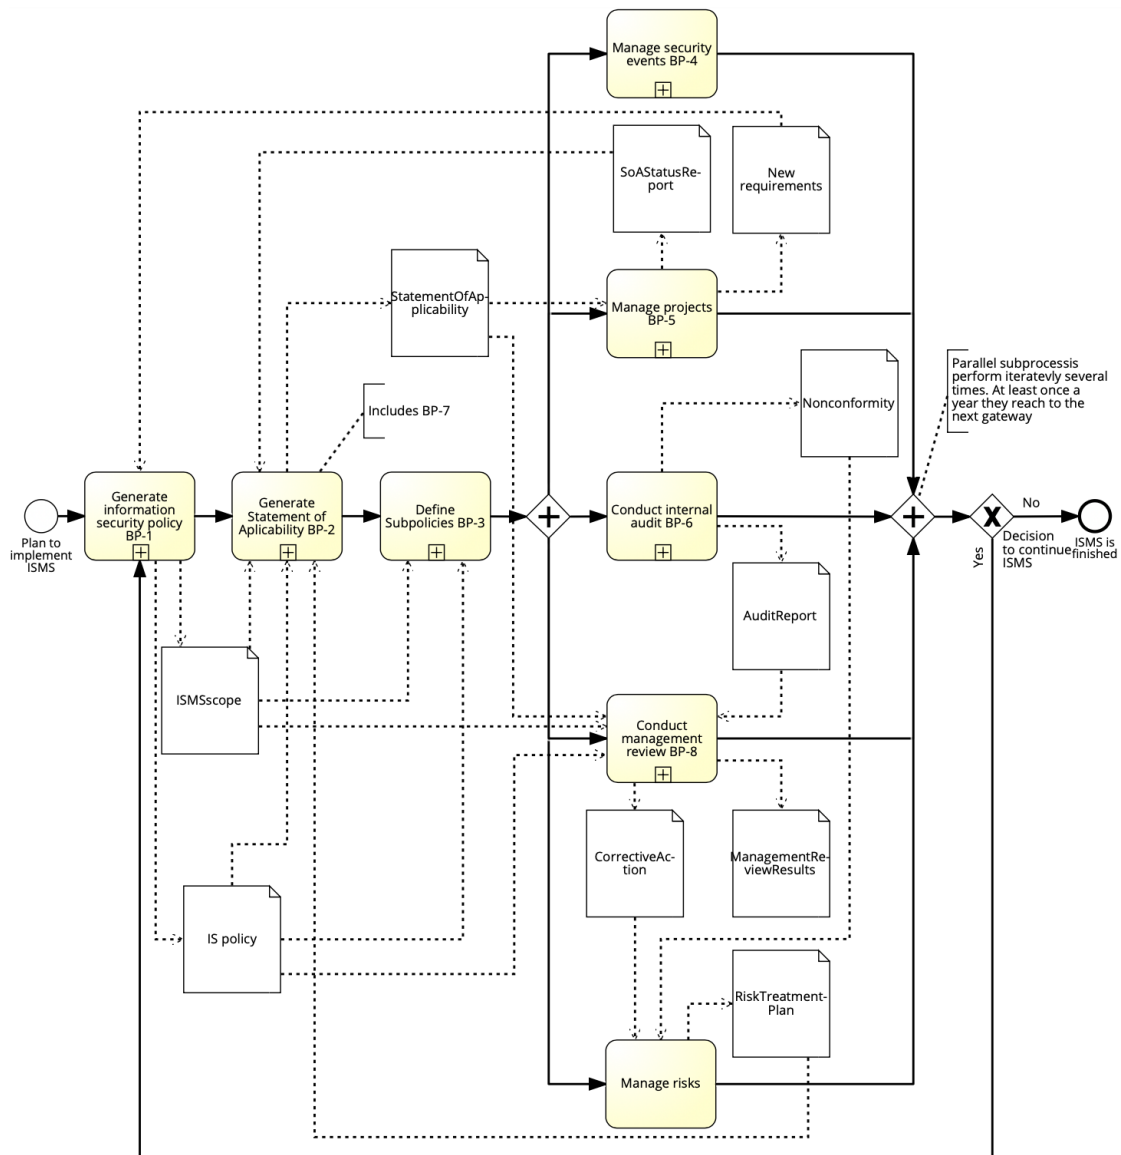 Manage security
events BP-4
SoAStatusRe-
port
New
requirements
StatementOfAp-
plicability
Manage projects
BP-5
Includes BP-7
Nonconformity
Parallel subprocessis
perform iteratevly several
times. At least once a
year they reach to the
next gateway
Plan to
implement
ISMS
Generate
information
security policy
BP-1
Generate
Statement of
Aplicability BP-2
Define
Subpolicies BP-3
Conduct internal
audit BP-6
No
Yes
Decision
to continue
ISMS
ISMS is
finished
AuditReport
ISMSscope
Conduct
management
review BP-8
CorrectiveAc-
tion
ManagementRe-
viewResults
IS policy
RiskTreatment-
Plan
Manage risks